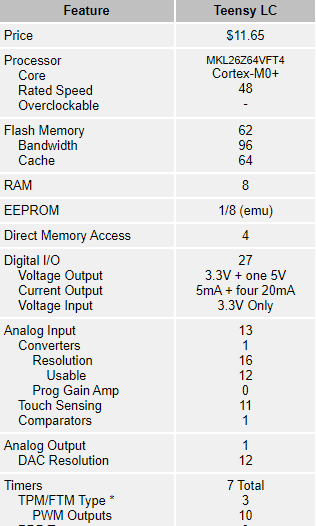 Feature Teensy LC
Price $11.65
Processor MKL26Z64VFT4
Core Cortex-M0+
Rated Speed 48
Overclockable -
Flash Memory 62
Bandwidth 96
Cache 64
RAM 8
EEPROM 1/8 (emu)
Direct Memory Access 4
Digital I/O 27
Voltage Output 3.3V + one 5V
Current Output 5mA + four 20mA
Voltage Input 3.3V Only
Analog Input 13
Converters 1
Resolution 16
Usable 12
Prog Gain Amp 0
Touch Sensing 11
Comparators 1
Analog Output 1
DAC Resolution 12
Timers 7 Total
TPM/FTM Type * 3
PWM Outputs 10